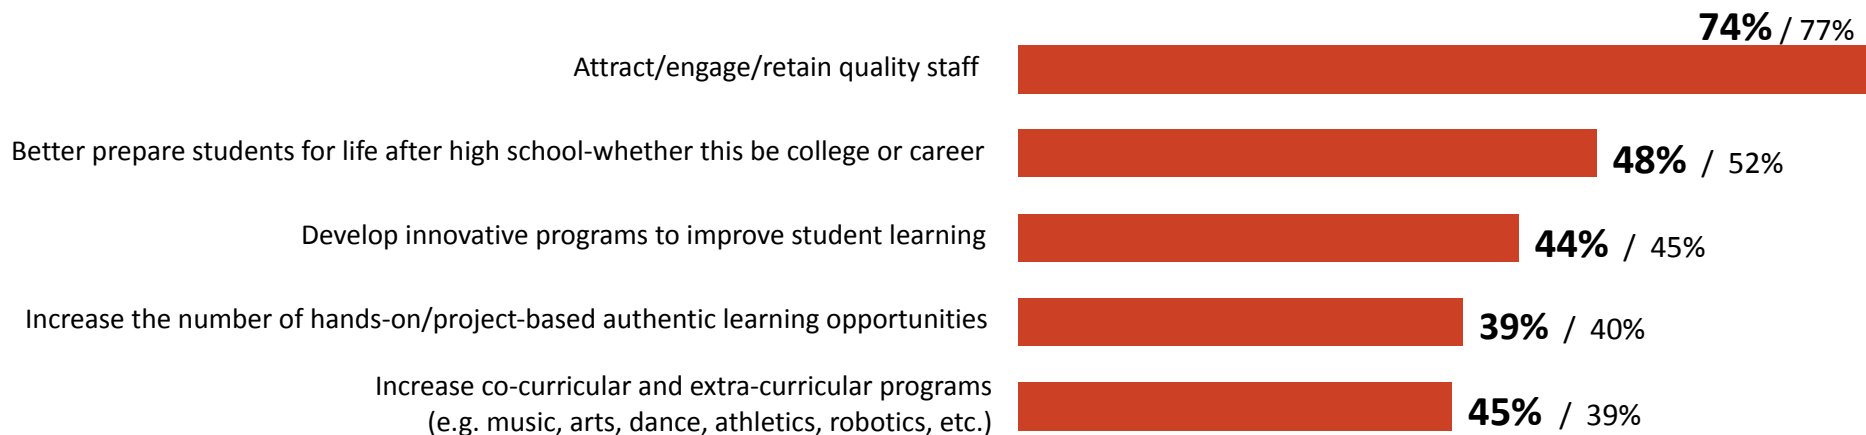 74% / 77%
Attract/engage/retain quality staff
Better prepare students for life after high school-whether this be college or career
48% / 52%
Develop innovative programs to improve student learning
44% / 45%
Increase the number of hands-on/project-based authentic learning opportunities
39% / 40%
Increase co-curricular and extra-curricular programs
(e.g. music, arts, dance, athletics, robotics, etc.)
45% / 39%